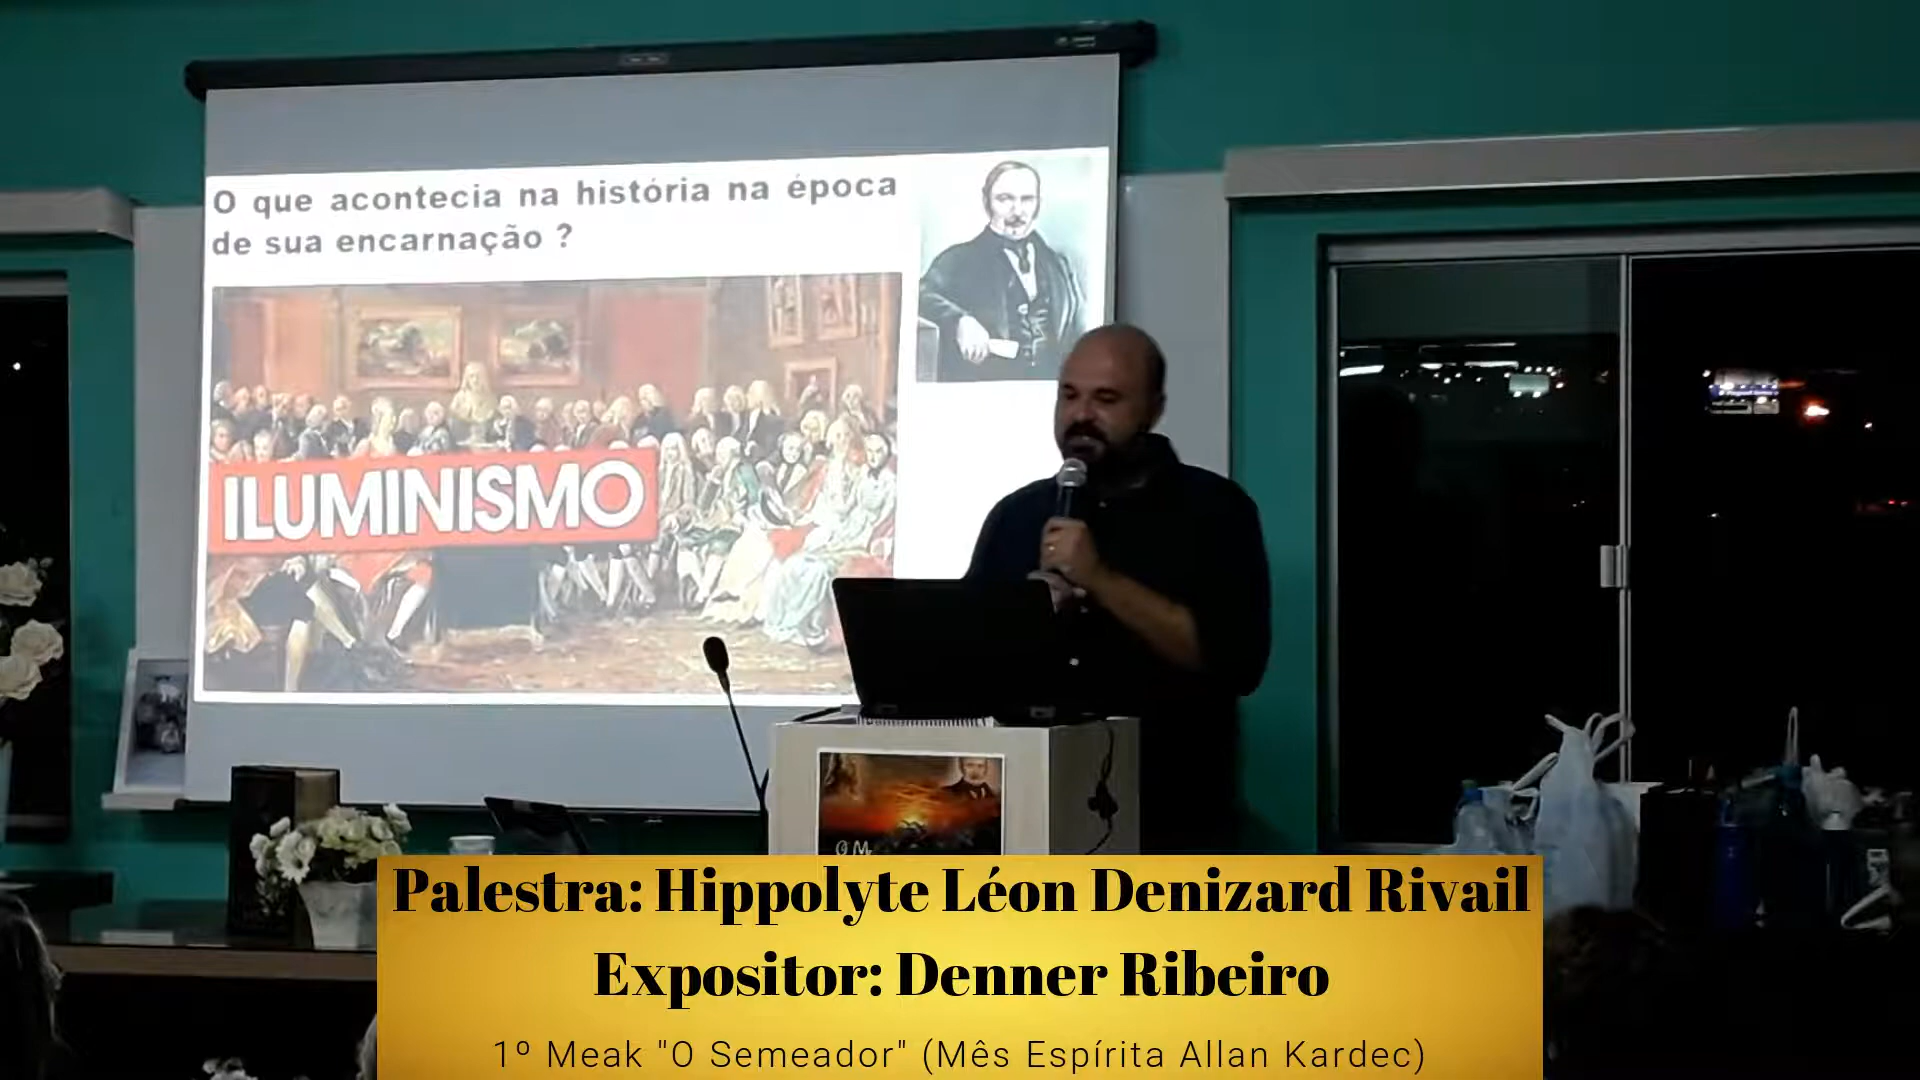 O que acontecia na história na época
de sua encarnação ?
ILUMINISMO
Palestra: Hippolyte Léon Denizard Rivail
Expositor: Denner Ribeiro
1º Meak "O Semeador" (Mês Espírita Allan Kardec)